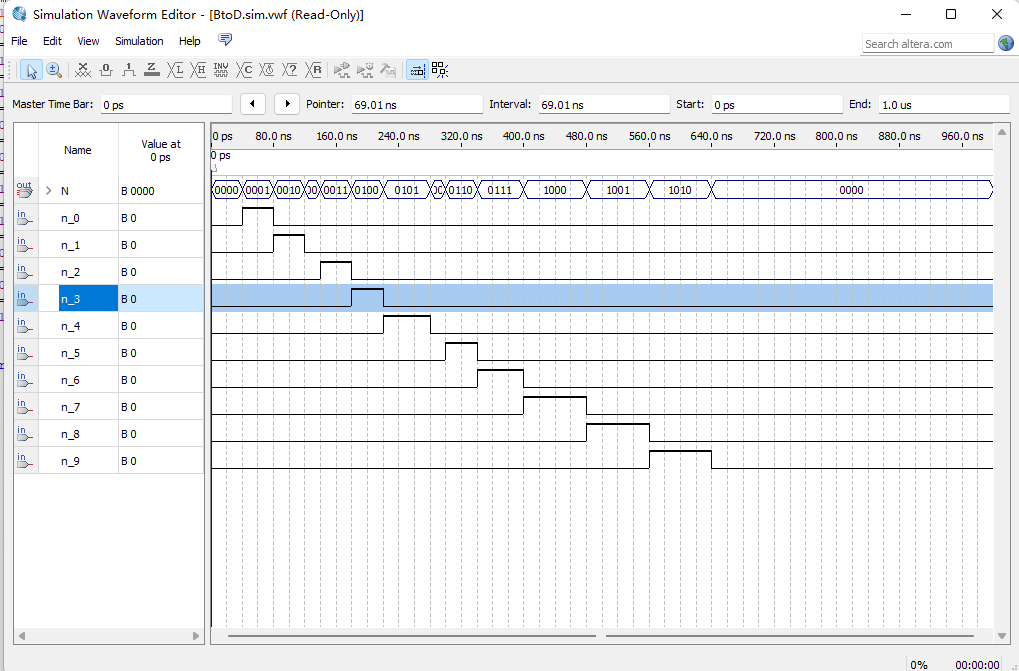 Simulation Waveform Editor - [BtoD.sim.vwf (Read-Only)]
File Edit View Simulation Help
Search altera.com
Master Time Bar: 0 ps Pointer: 69.01 ns Interval: 69.01 ns Start: 0 ps End: 1.0 us
Name Value at 0 ps
0 ps 80.0 ns 160.0 ns 240.0 ns 320.0 ns 400.0 ns 480.0 ns 560.0 ns 640.0 ns 720.0 ns 800.0 ns 880.0 ns 960.0 ns
0 ps
out N B 0000 0000 0001 0010 0011 0100 0101 0110 0111 1000 1001 1010 0000
in n_0 B 0
in n_1 B 0
in n_2 B 0
in n_3 B 0
in n_4 B 0
in n_5 B 0
in n_6 B 0
in n_7 B 0
in n_8 B 0
in n_9 B 0
0% 00:00:00